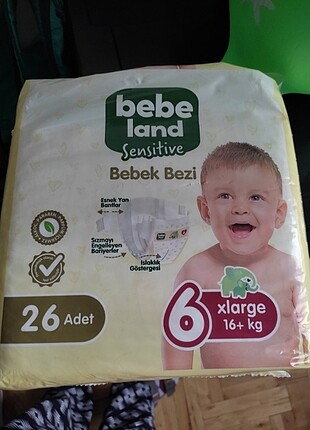 bebe
land
Sensitive
Bebek Bezi
Esnek Yan
Bantlar
Sızmayı
Engelleyen
Bariyerler
Islaklık
Göstergesi
26 Adet
6
xlarge
16+ kg